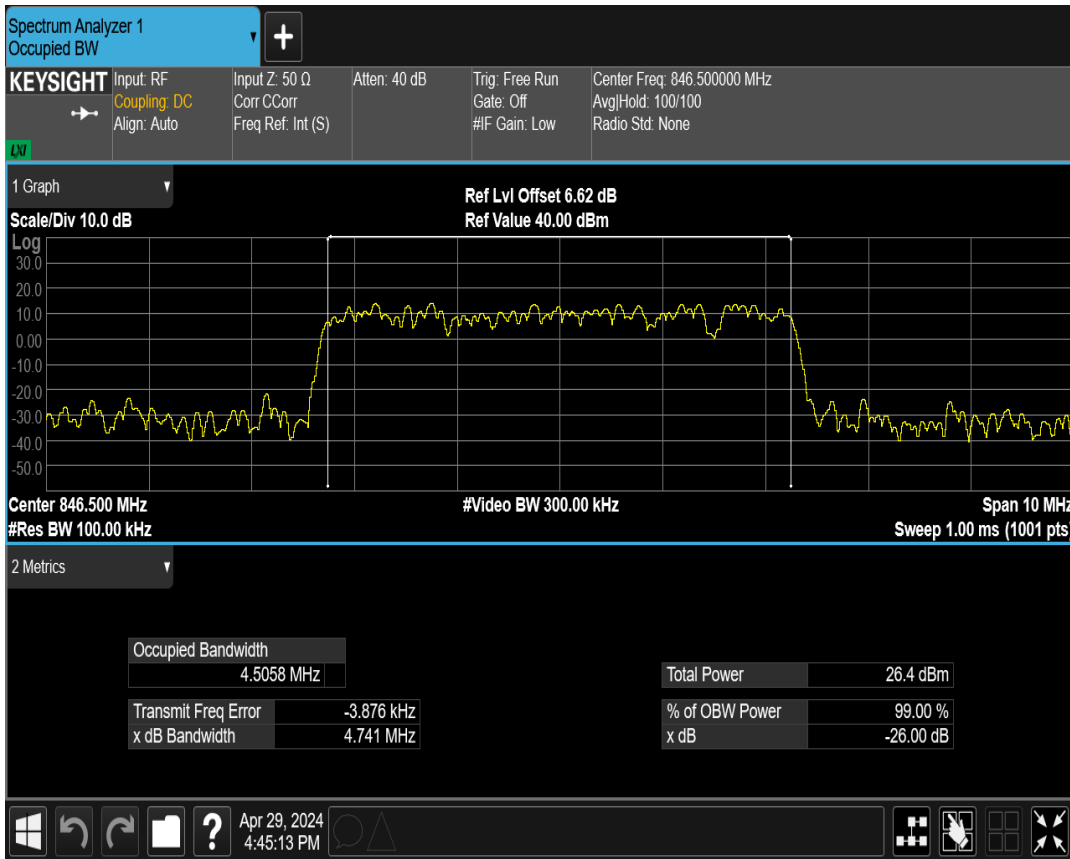 Spectrum Analyzer 1
Occupied BW
+
KEYSIGHT
LXI
Input: RF
Coupling: DC
Align: Auto
Input Z: 50 Ω
Corr CCorr
Freq Ref: Int (S)
Atten: 40 dB
Trig: Free Run
Gate: Off
#IF Gain: Low
Center Freq: 846.500000 MHz
Avg|Hold: 100/100
Radio Std: None
1 Graph
Scale/Div 10.0 dB
Ref Lvl Offset 6.62 dB
Ref Value 40.00 dBm
Log
30.0
20.0
10.0
0.00
-10.0
-20.0
-30.0
-40.0
-50.0
Center 846.500 MHz
#Video BW 300.00 kHz
Span 10 MHz
#Res BW 100.00 kHz
Sweep 1.00 ms (1001 pts)
2 Metrics
Occupied Bandwidth
4.5058 MHz
Total Power 26.4 dBm
Transmit Freq Error -3.876 kHz
% of OBW Power 99.00 %
x dB Bandwidth 4.741 MHz
x dB -26.00 dB
?
Apr 29, 2024
4:45:13 PM